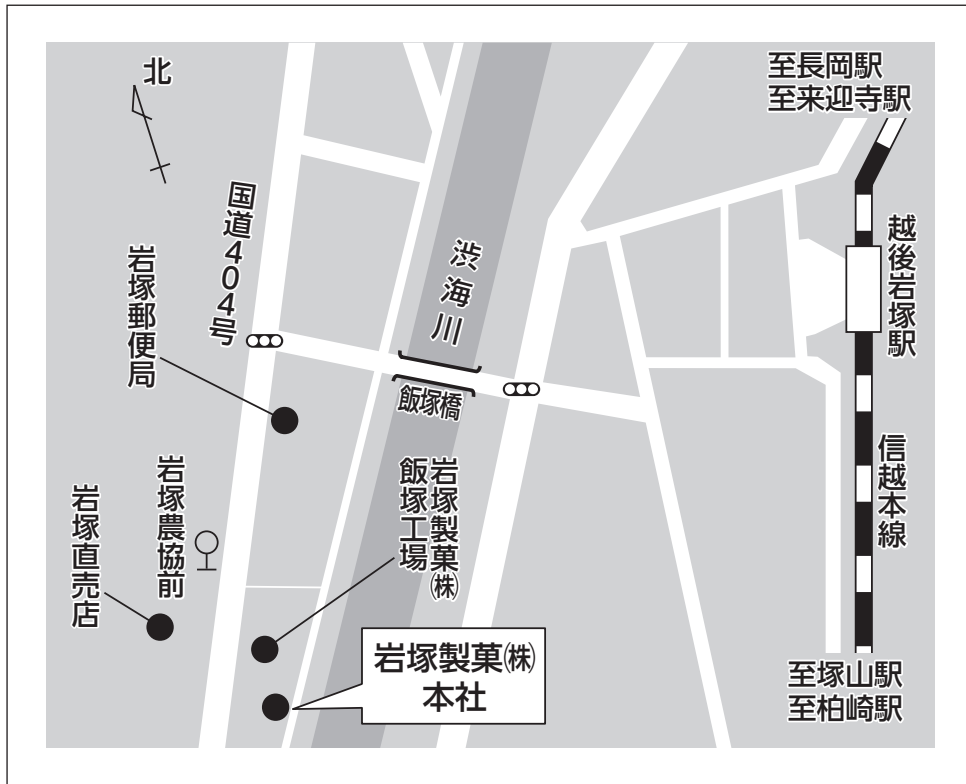 北
至長岡駅
至来迎寺駅
国道404号
渋海川
越後岩塚駅
岩塚郵便局
飯塚橋
信越本線
岩塚製菓㈱
飯塚工場
岩塚農協前
岩塚直売店
岩塚製菓㈱
本社
至塚山駅
至柏崎駅